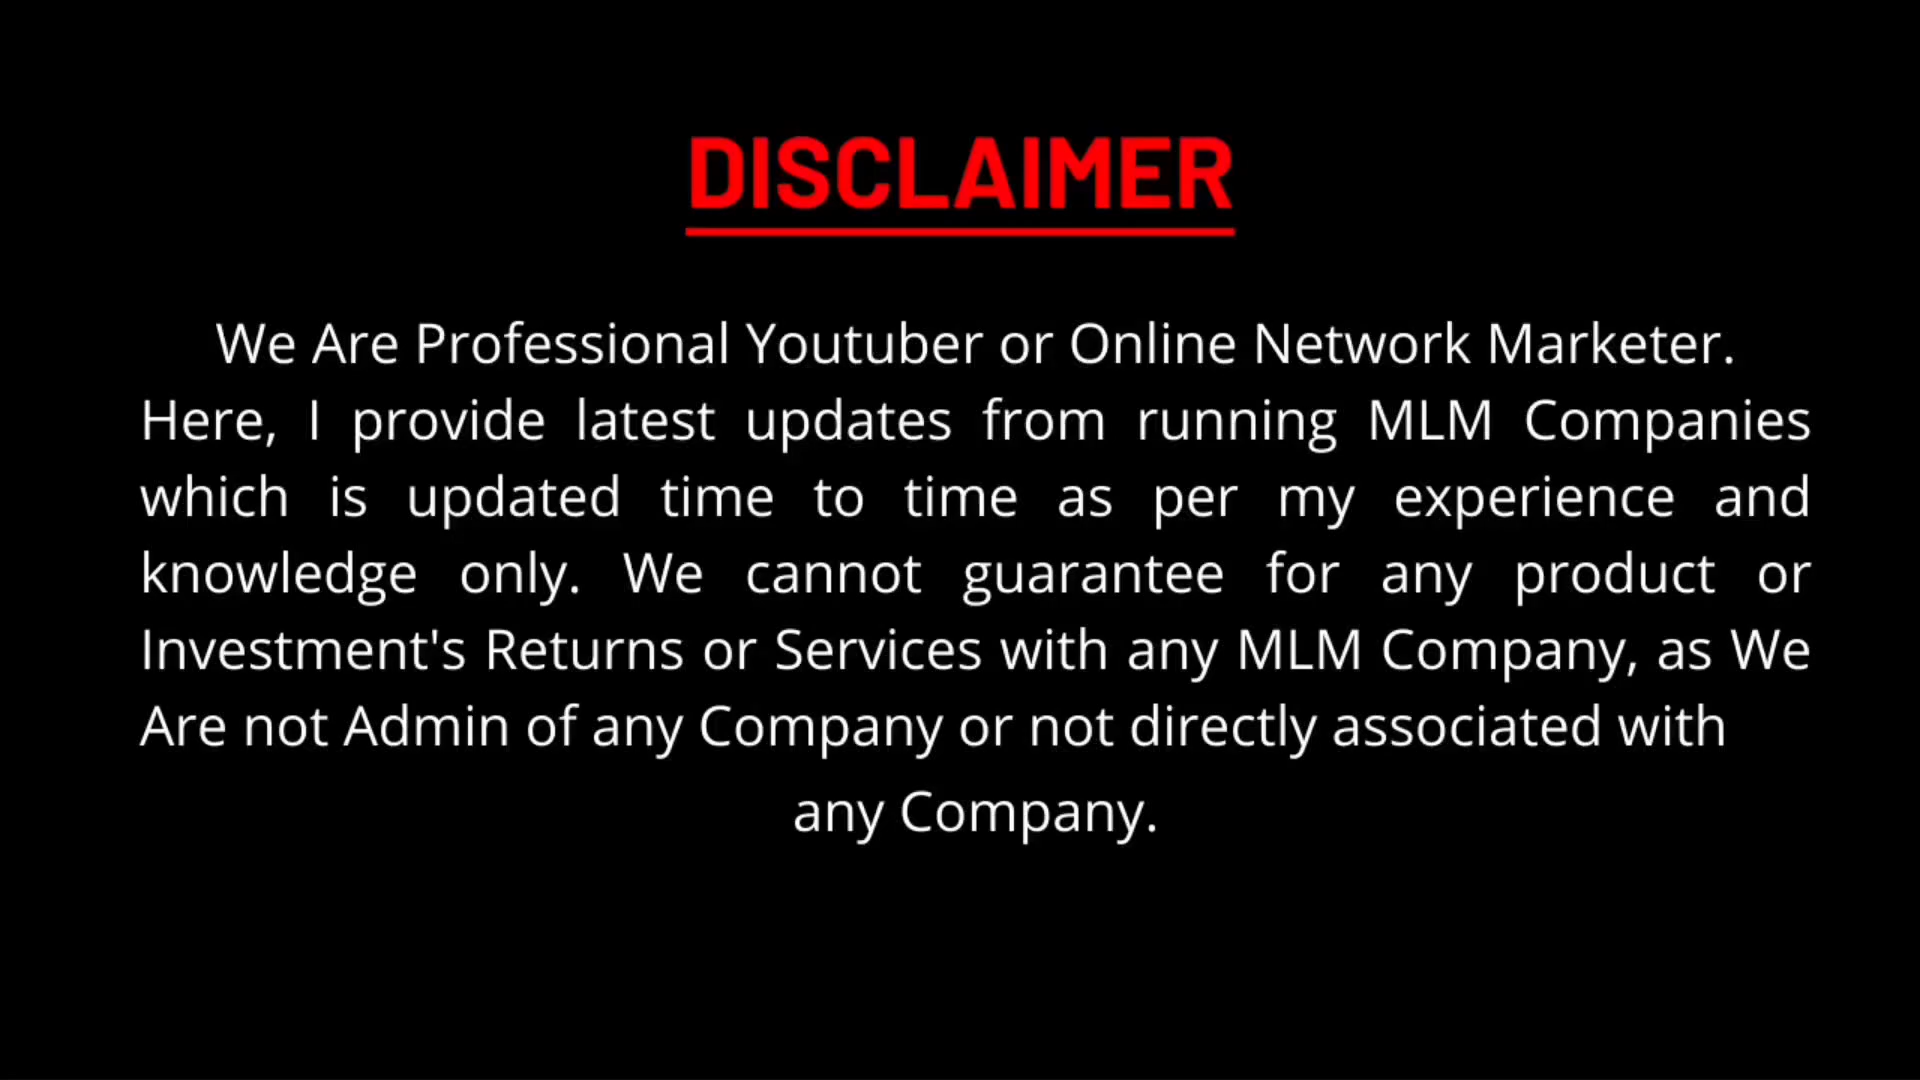 DISCLAIMER
We Are Professional Youtuber or Online Network Marketer.
Here, I provide latest updates from running MLM Companies
which is updated time to time as per my experience and
knowledge only. We cannot guarantee for any product or
Investment's Returns or Services with any MLM Company, as We
Are not Admin of any Company or not directly associated with
any Company.